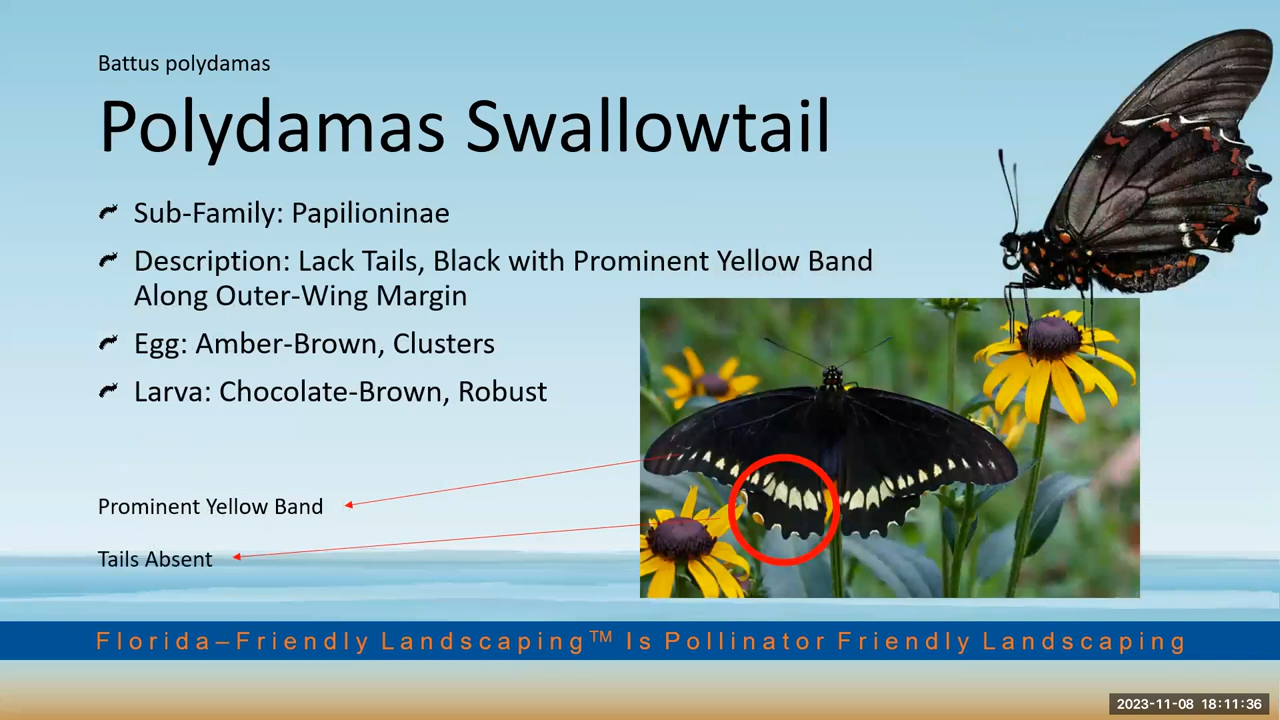 Battus polydamas
Polydamas Swallowtail
Sub-Family: Papilioninae
Description: Lack Tails, Black with Prominent Yellow Band
Along Outer-Wing Margin
Egg: Amber-Brown, Clusters
Larva: Chocolate-Brown, Robust
Prominent Yellow Band
Tails Absent
Florida–Friendly Landscaping™ Is Pollinator Friendly Landscaping
2023-11-08 18:11:36